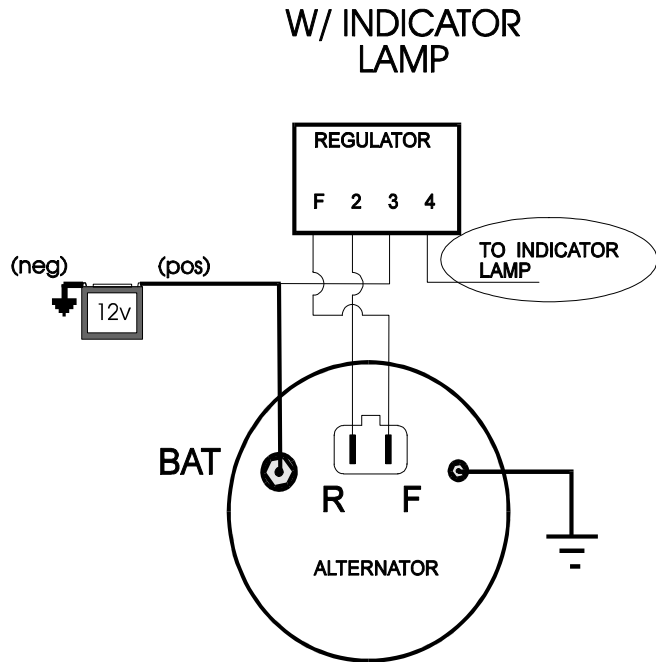 W/ INDICATOR
LAMP
REGULATOR
F 2 3 4
TO INDICATOR
LAMP
(neg) (pos)
12v
BAT
R F
ALTERNATOR